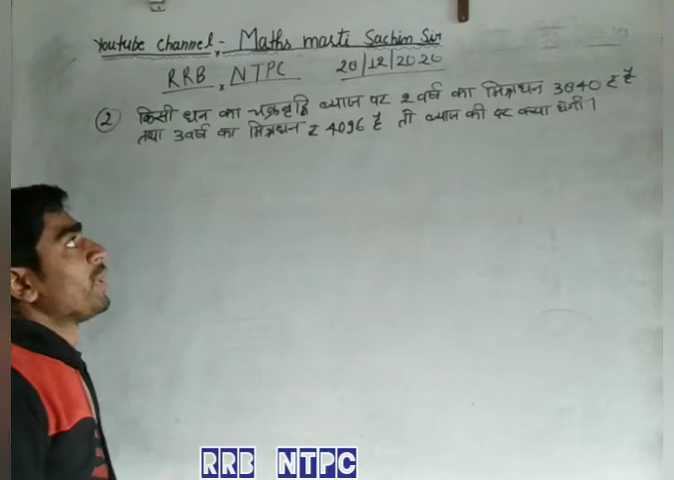 Youtube channel - Maths masti Sachin Sir
RRB, NTPC 20/12/2020
② किसी धन का चक्रवृद्धि ब्याज पर 2 वर्ष का मिश्रधन 3840 ₹ है
तथा 3 वर्ष का मिश्रधन ₹ 4096 है तो ब्याज की दर क्या होगी।
RRB NTPC